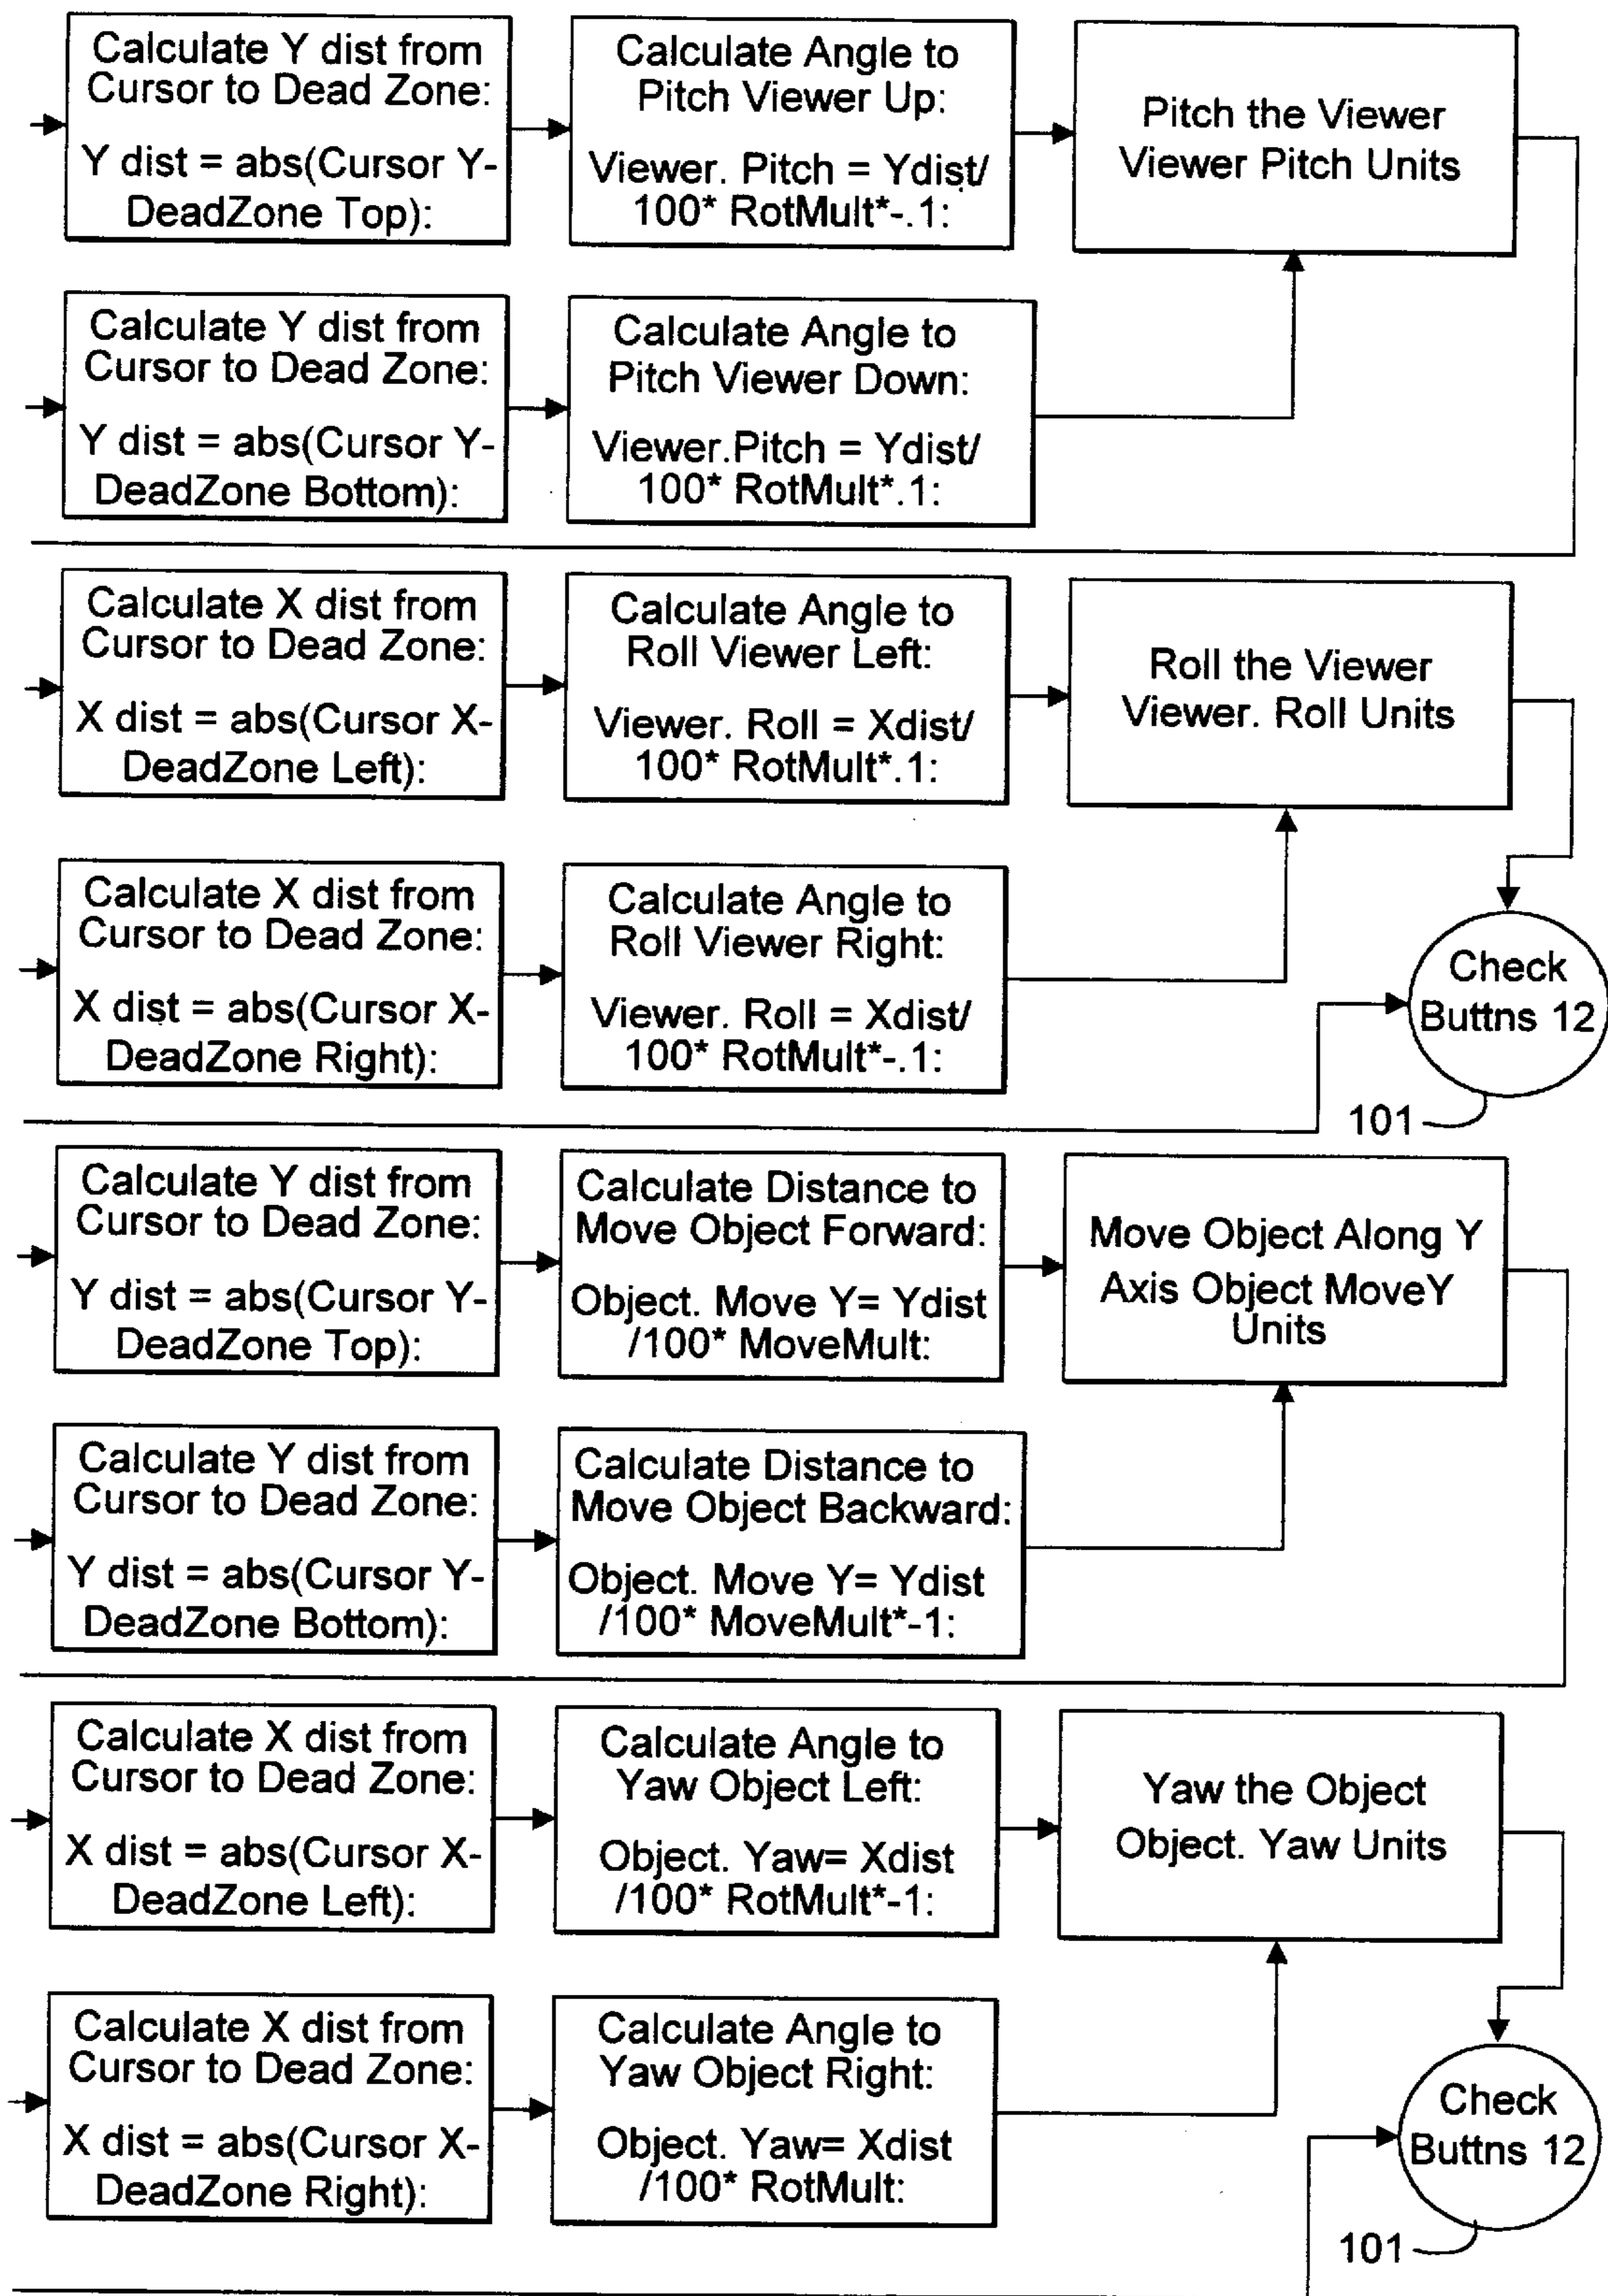 Calculate Y dist from
Cursor to Dead Zone:
Y dist = abs(Cursor Y-
DeadZone Top):
Calculate Angle to
Pitch Viewer Up:
Viewer. Pitch = Ydist/
100* RotMult*-.1:
Pitch the Viewer
Viewer Pitch Units
Calculate Y dist from
Cursor to Dead Zone:
Y dist = abs(Cursor Y-
DeadZone Bottom):
Calculate Angle to
Pitch Viewer Down:
Viewer.Pitch = Ydist/
100* RotMult*.1:
Calculate X dist from
Cursor to Dead Zone:
X dist = abs(Cursor X-
DeadZone Left):
Calculate Angle to
Roll Viewer Left:
Viewer. Roll = Xdist/
100* RotMult*.1:
Roll the Viewer
Viewer. Roll Units
Calculate X dist from
Cursor to Dead Zone:
X dist = abs(Cursor X-
DeadZone Right):
Calculate Angle to
Roll Viewer Right:
Viewer. Roll = Xdist/
100* RotMult*-.1:
Check
Buttns 12
101
Calculate Y dist from
Cursor to Dead Zone:
Y dist = abs(Cursor Y-
DeadZone Top):
Calculate Distance to
Move Object Forward:
Object. Move Y= Ydist
/100* MoveMult:
Move Object Along Y
Axis Object MoveY
Units
Calculate Y dist from
Cursor to Dead Zone:
Y dist = abs(Cursor Y-
DeadZone Bottom):
Calculate Distance to
Move Object Backward:
Object. Move Y= Ydist
/100* MoveMult*-1:
Calculate X dist from
Cursor to Dead Zone:
X dist = abs(Cursor X-
DeadZone Left):
Calculate Angle to
Yaw Object Left:
Object. Yaw= Xdist
/100* RotMult*-1:
Yaw the Object
Object. Yaw Units
Calculate X dist from
Cursor to Dead Zone:
X dist = abs(Cursor X-
DeadZone Right):
Calculate Angle to
Yaw Object Right:
Object. Yaw= Xdist
/100* RotMult:
Check
Buttns 12
101